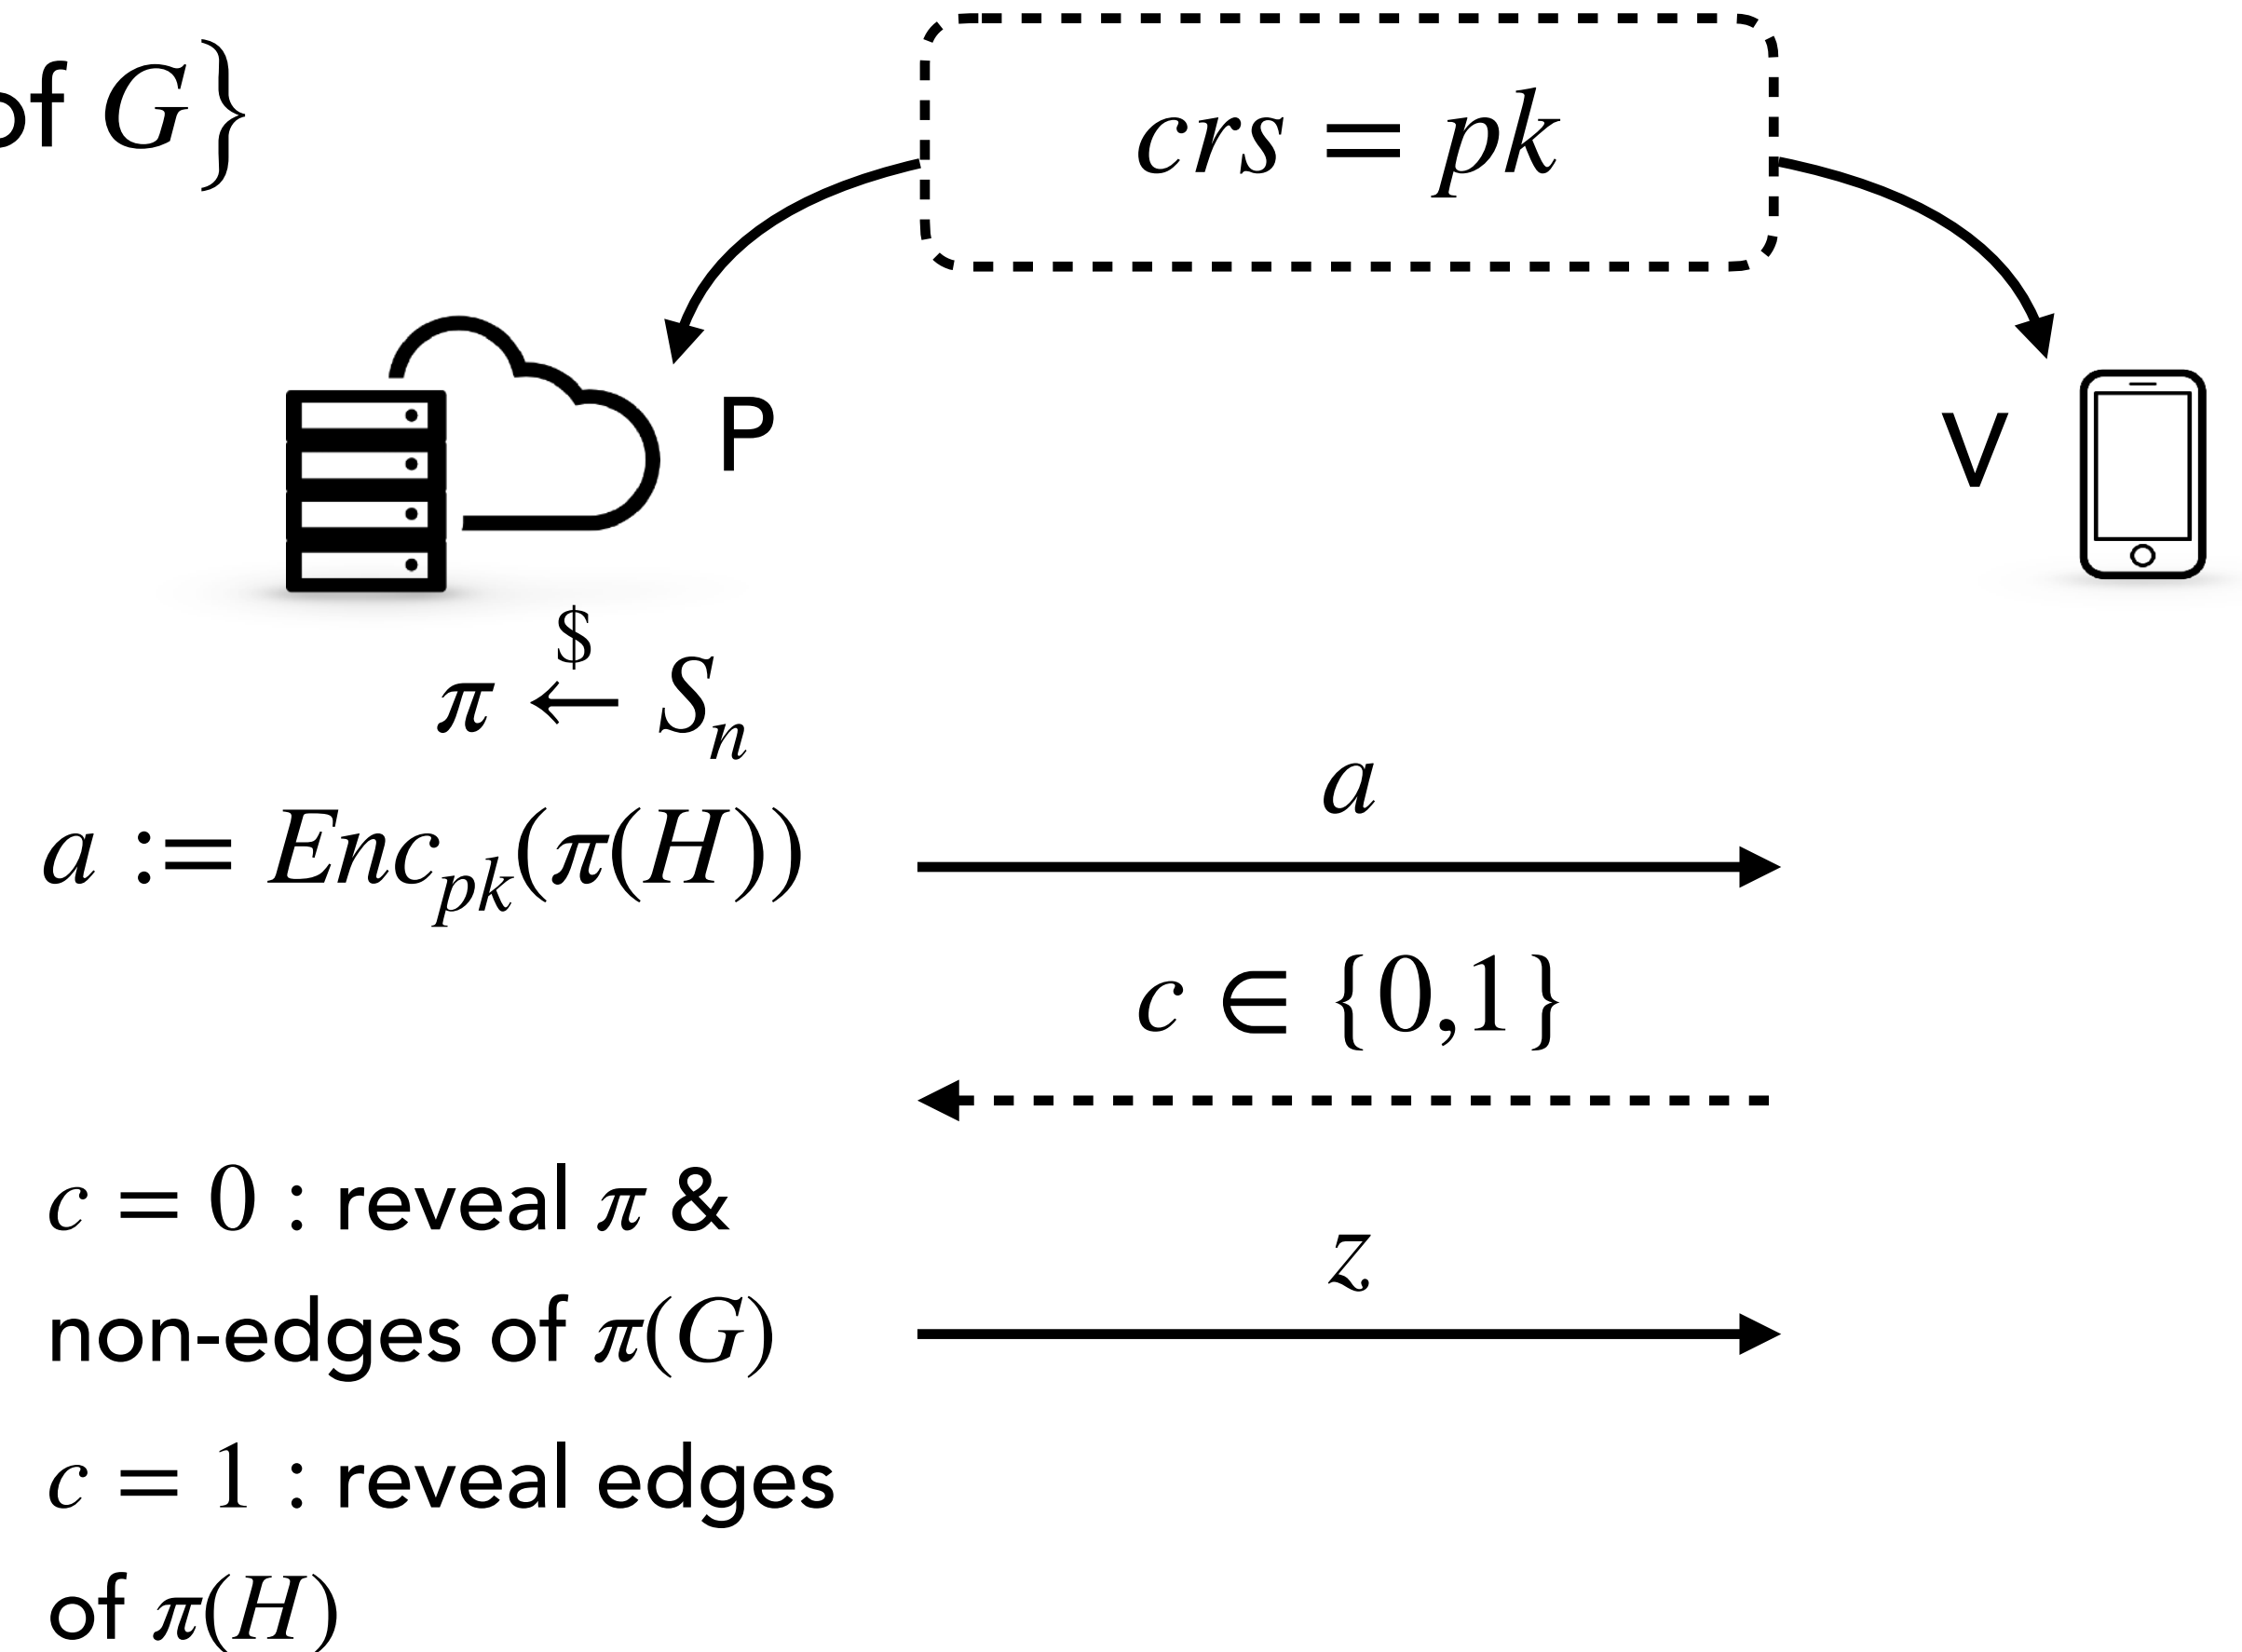 of G}
crs = pk
P
V
π ←$ S_n
a := Enc_pk(π(H))
a
c ∈ {0,1}
c = 0 : reveal π &
non-edges of π(G)
z
c = 1 : reveal edges
of π(H)